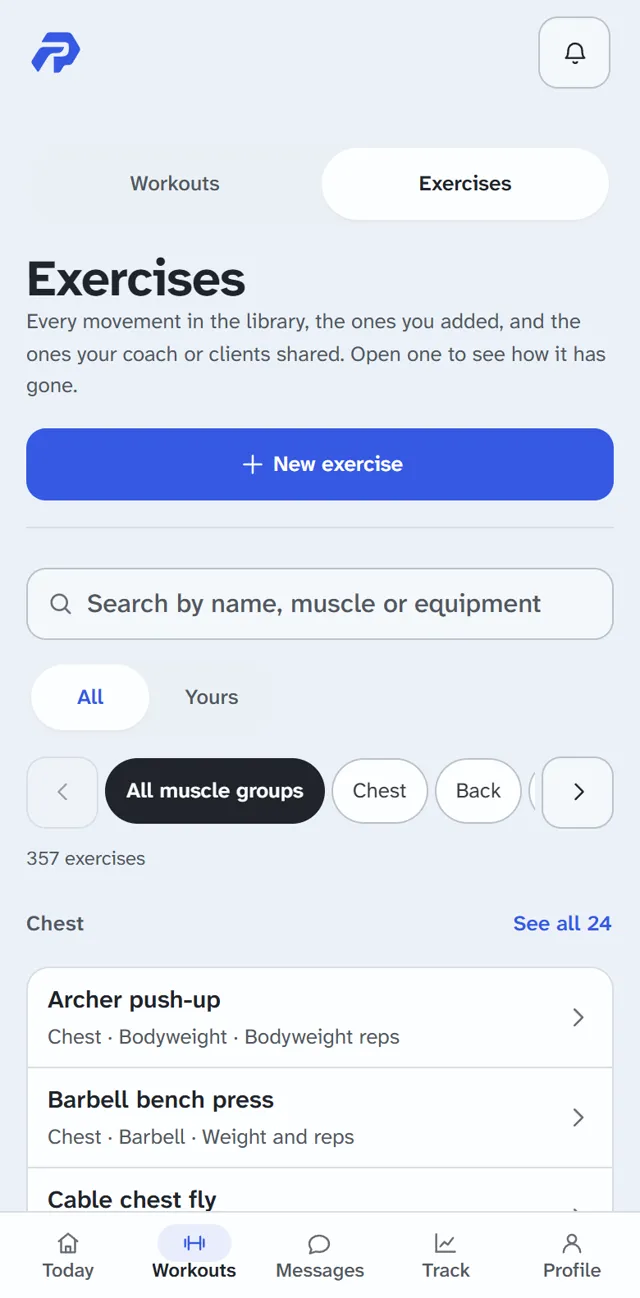 Workouts
Exercises
Exercises
Every movement in the library, the ones you added, and the
ones your coach or clients shared. Open one to see how it has
gone.
New exercise
Search by name, muscle or equipment
All
Yours
All muscle groups
Chest
Back
357 exercises
Chest
See all 24
Archer push-up
Chest · Bodyweight · Bodyweight reps
Barbell bench press
Chest · Barbell · Weight and reps
Cable chest fly
Today
Workouts
Messages
Track
Profile